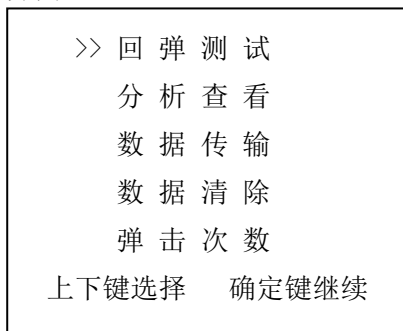 >> 回 弹 测 试
分 析 查 看
数 据 传 输
数 据 清 除
弹 击 次 数
上下键选择 确定键继续